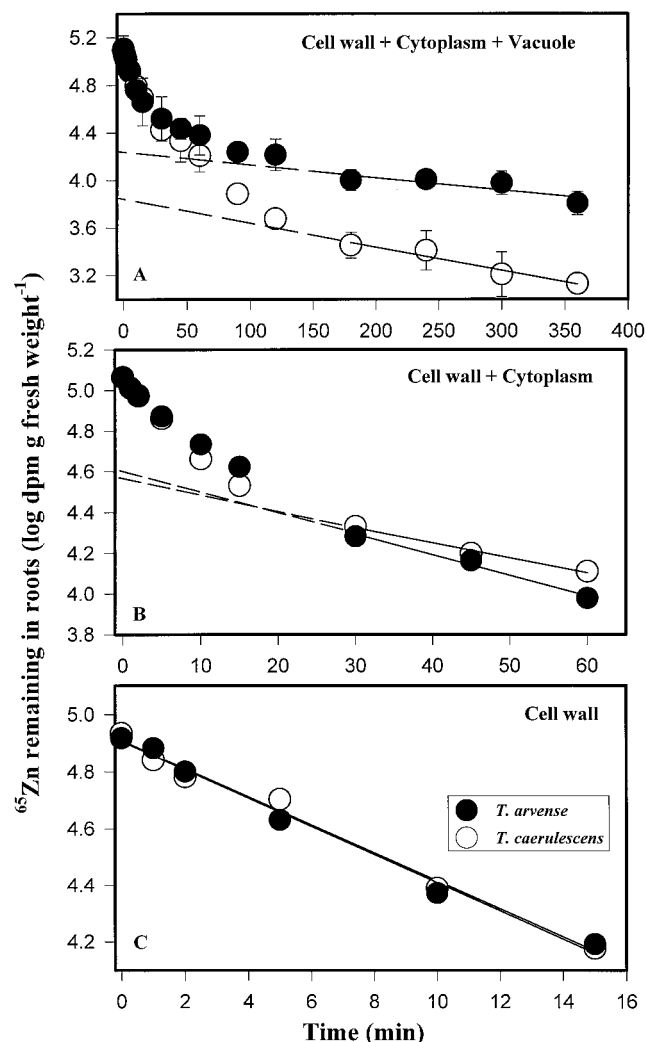 ⁶⁵Zn remaining in roots (log dpm g fresh weight⁻¹)
5.2
4.8
4.4
4.0
3.6
3.2
Cell wall + Cytoplasm + Vacuole
A
0 50 100 150 200 250 300 350 400
5.2
5.0
4.8
4.6
4.4
4.2
4.0
3.8
Cell wall + Cytoplasm
B
0 10 20 30 40 50 60
5.0
4.8
4.6
4.4
4.2
Cell wall
T. arvense
T. caerulescens
C
0 2 4 6 8 10 12 14 16
Time (min)